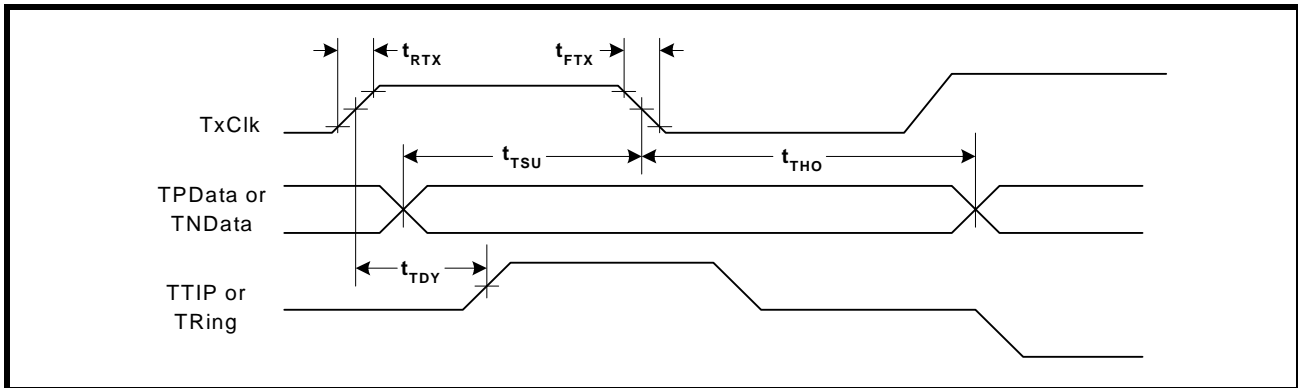 tRTX
tFTX
TxClk
tTSU
tTHO
TPData or
TNData
tTDY
TTIP or
TRing